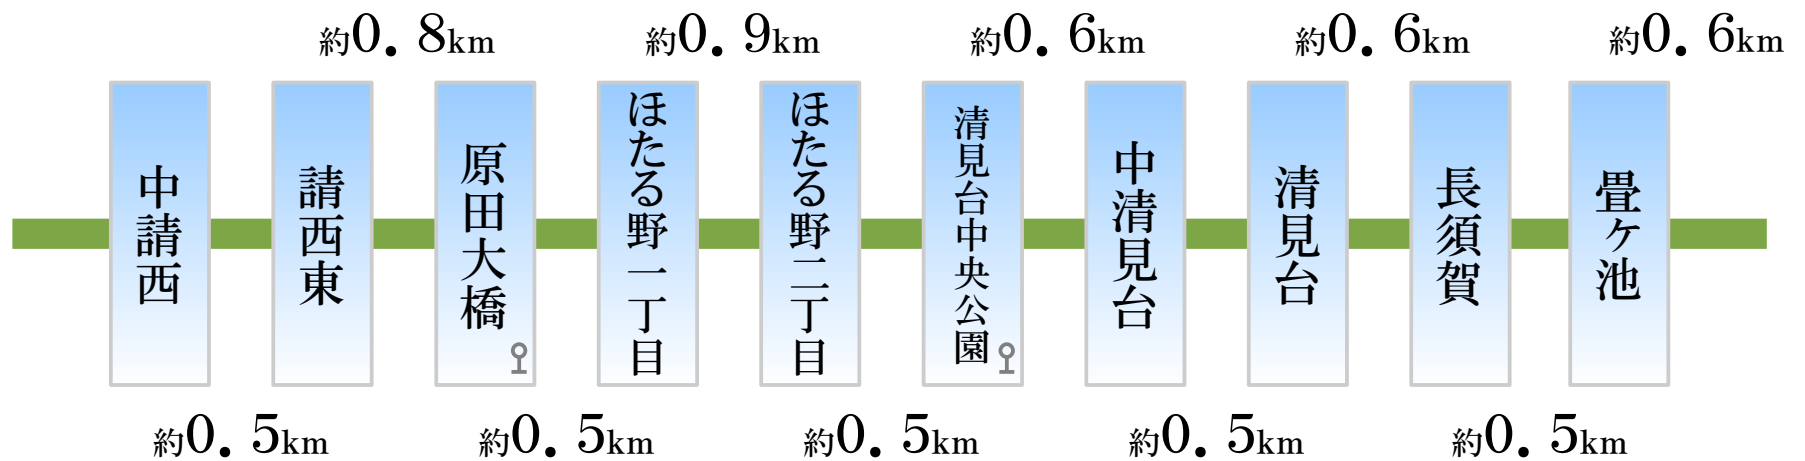 約0.8km
約0.9km
約0.6km
約0.6km
約0.6km
中請西
請西東
原田大橋
ほたる野一丁目
ほたる野二丁目
清見台中央公園
中清見台
清見台
長須賀
畳ケ池
約0.5km
約0.5km
約0.5km
約0.5km
約0.5km